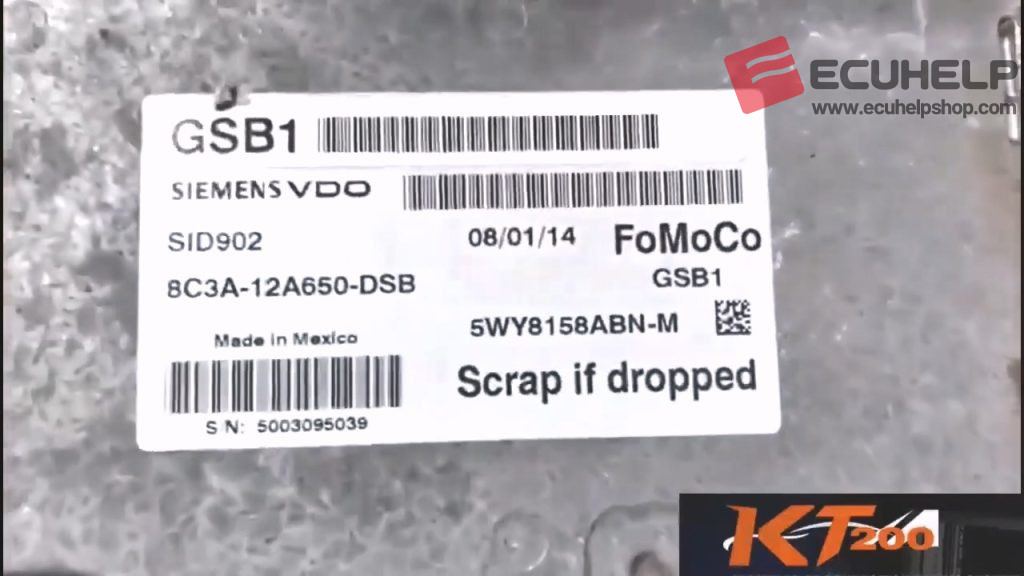 ECUHELP
www.ecuhelpshop.com
GSB1
SIEMENS VDO
SID902
08/01/14
FoMoCo
8C3A-12A650-DSB
GSB1
5WY8158ABN-M
Made in Mexico
Scrap if dropped
S/N: 5003095039
KT200